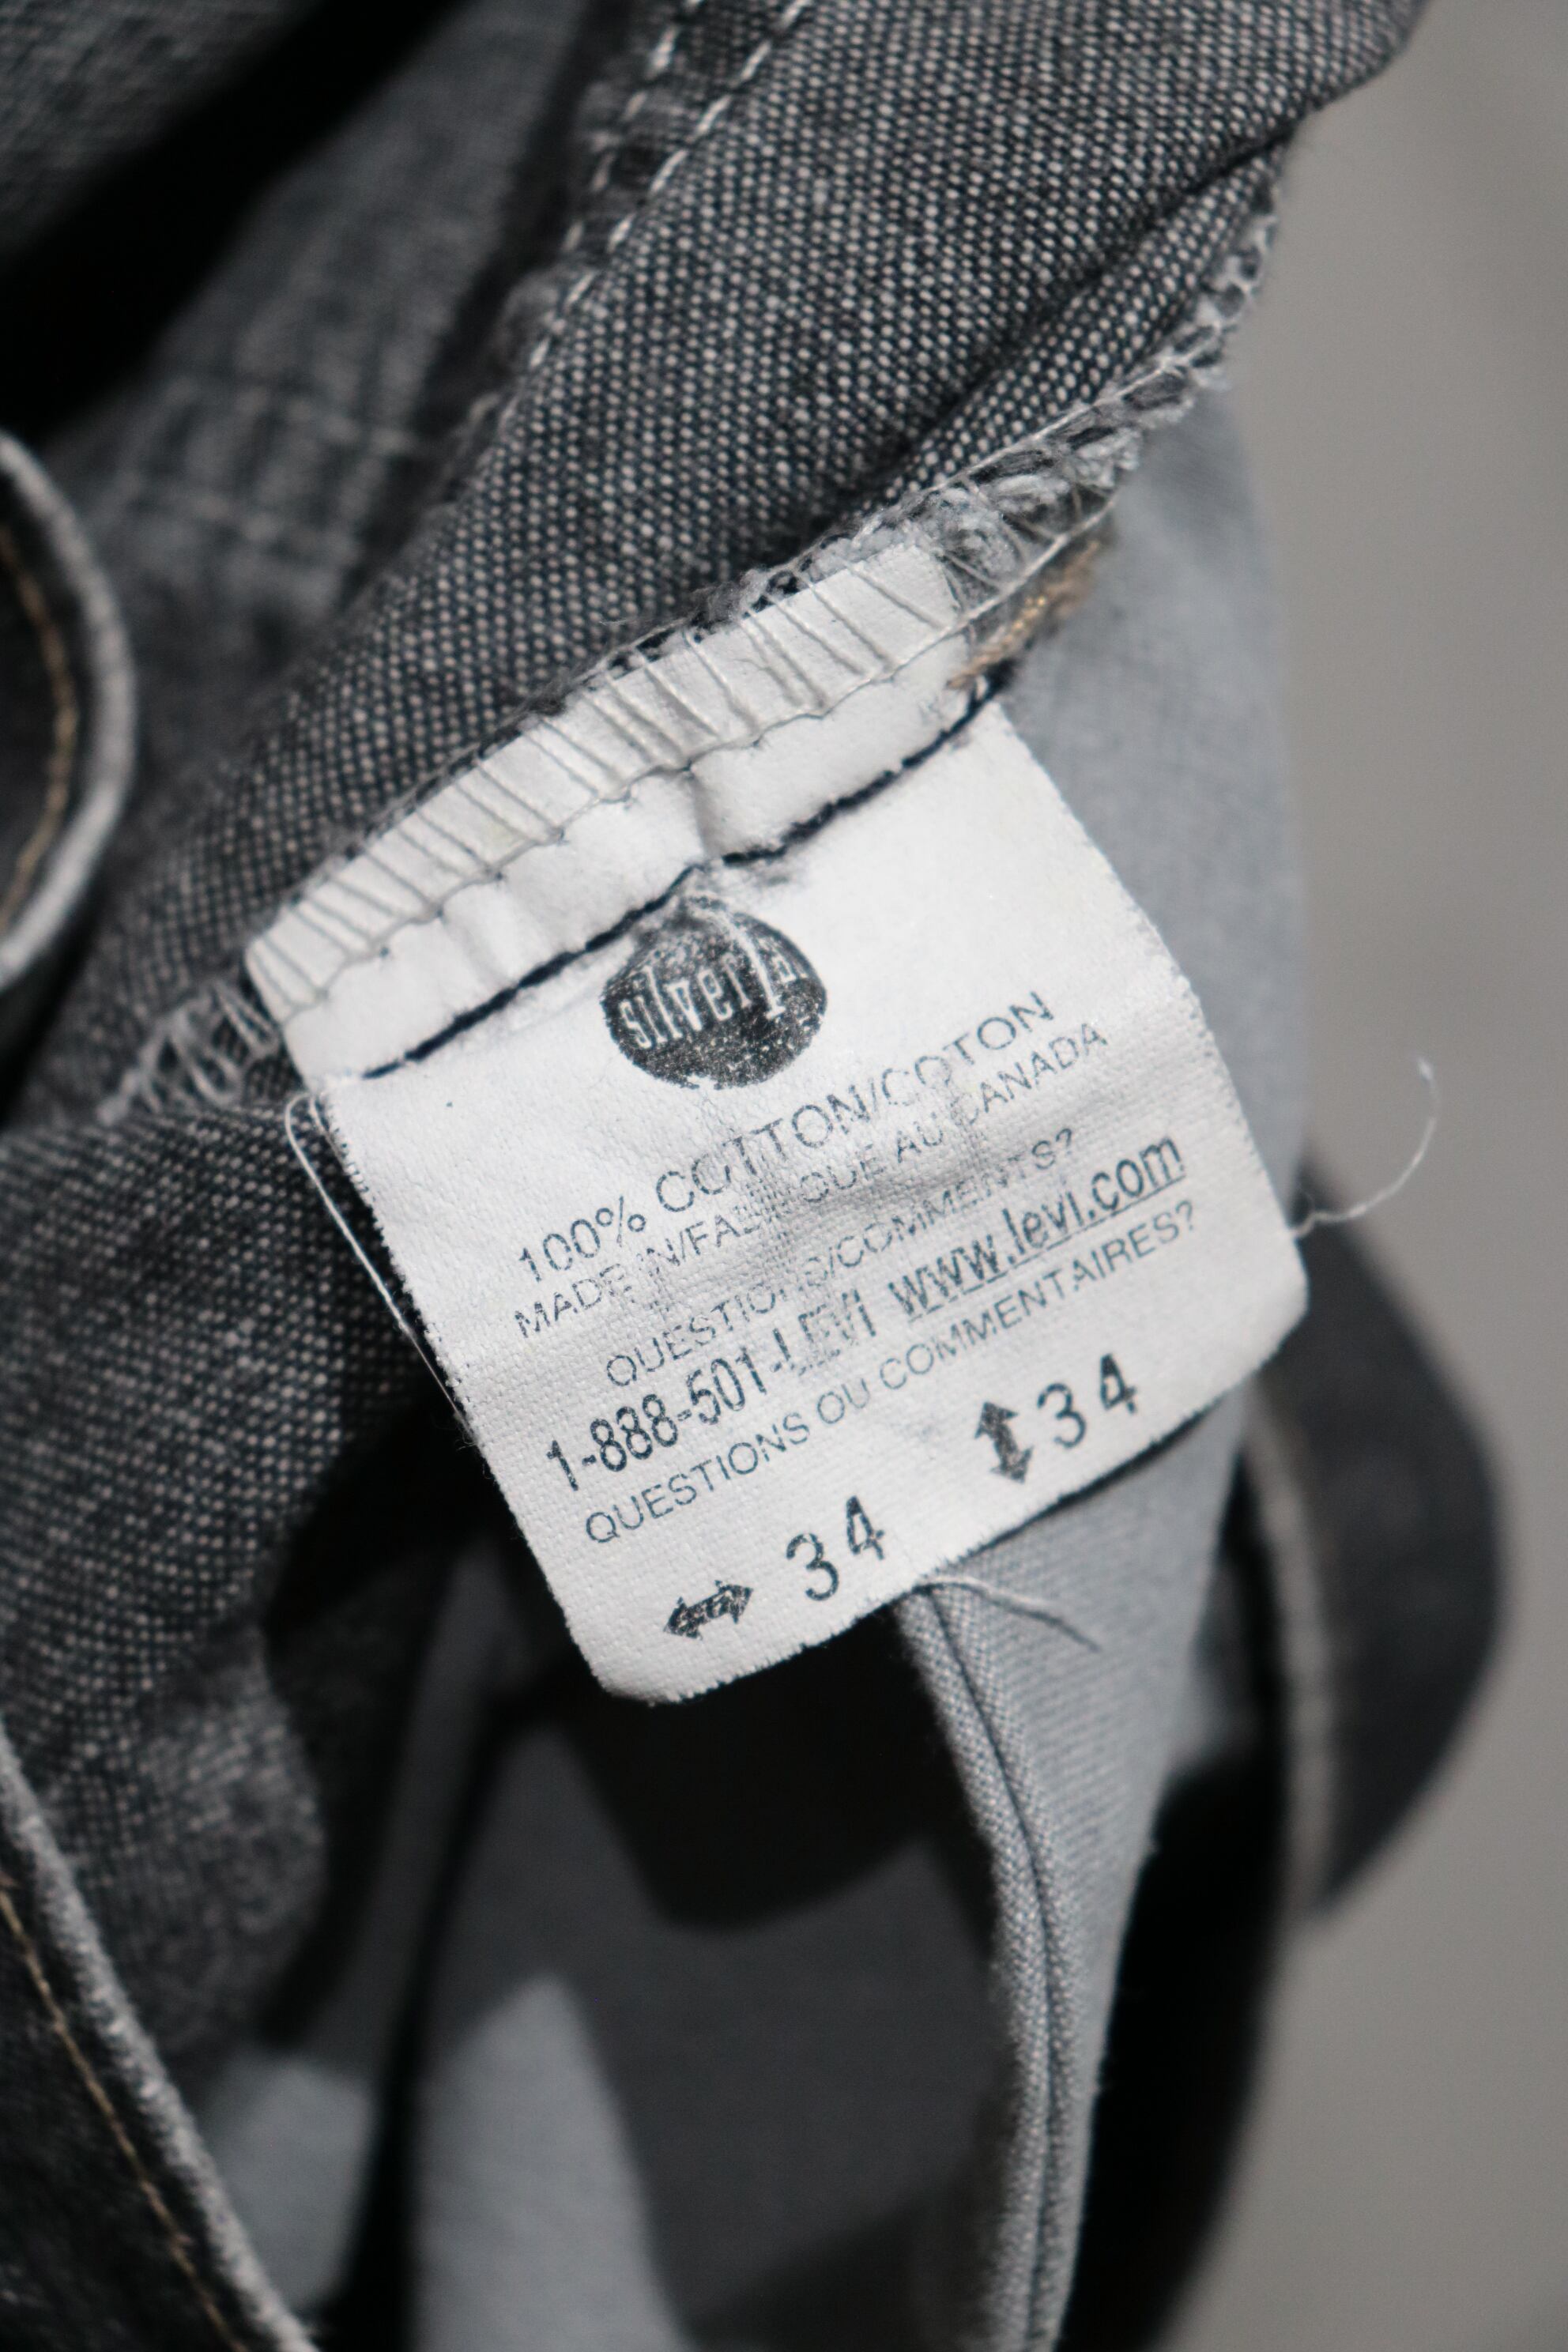 100% COTTON/COTON
MADE IN/FABRIQUE AU CANADA
QUESTIONS/COMMENTS?
1-888-501-LEVI www.levi.com
QUESTIONS OU COMMENTAIRES?
34 34